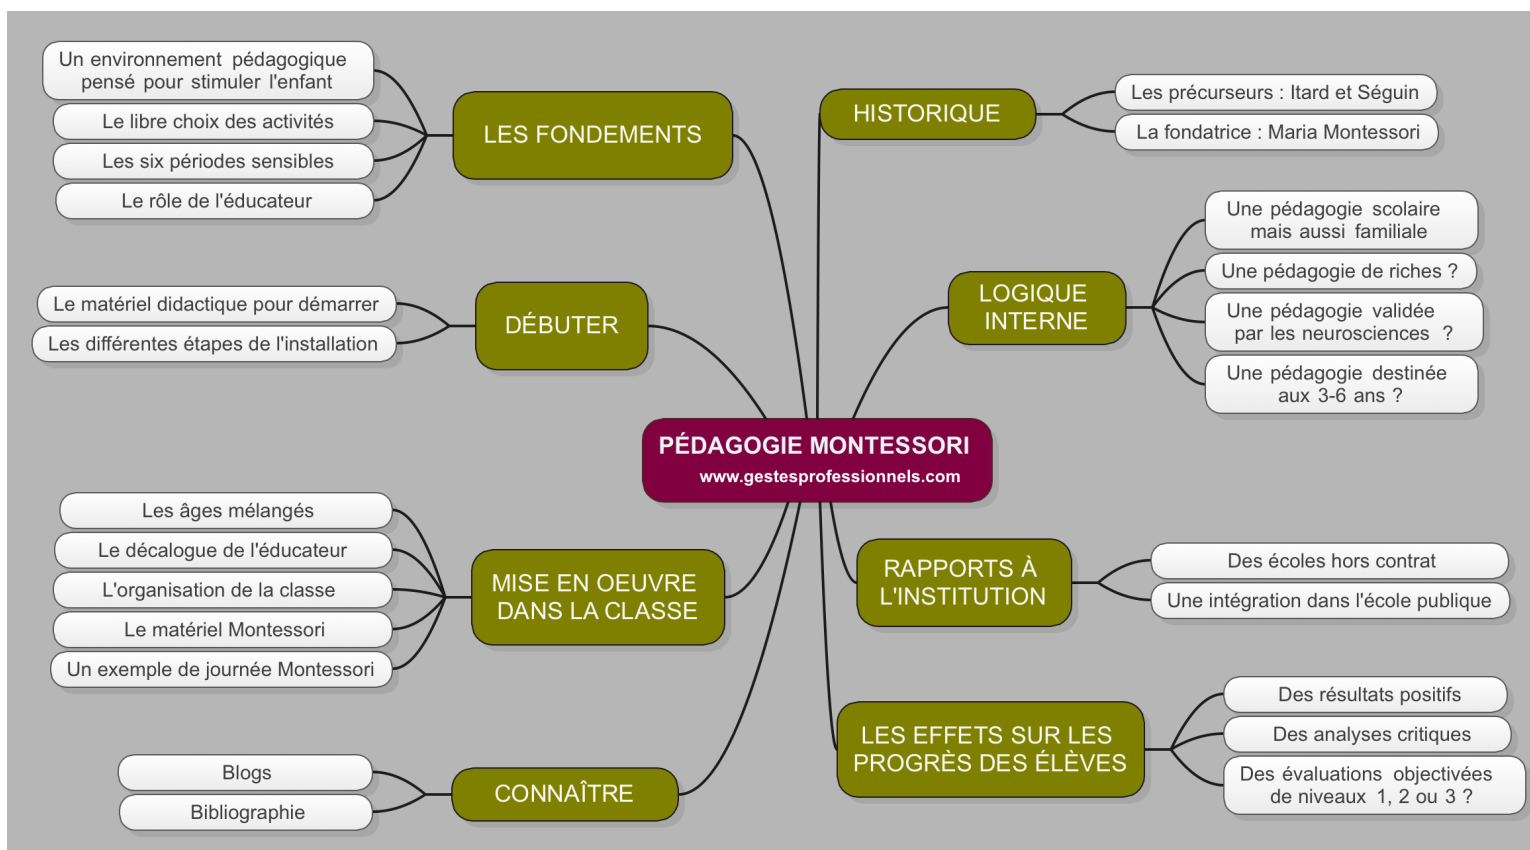 PÉDAGOGIE MONTESSORI
www.gestesprofessionnels.com
HISTORIQUE
Les précurseurs : Itard et Séguin
La fondatrice : Maria Montessori
LOGIQUE
INTERNE
Une pédagogie scolaire
mais aussi familiale
Une pédagogie de riches ?
Une pédagogie validée
par les neurosciences ?
Une pédagogie destinée
aux 3-6 ans ?
RAPPORTS À
L'INSTITUTION
Des écoles hors contrat
Une intégration dans l'école publique
LES EFFETS SUR LES
PROGRÈS DES ÉLÈVES
Des résultats positifs
Des analyses critiques
Des évaluations objectivées
de niveaux 1, 2 ou 3 ?
LES FONDEMENTS
Un environnement pédagogique
pensé pour stimuler l'enfant
Le libre choix des activités
Les six périodes sensibles
Le rôle de l'éducateur
DÉBUTER
Le matériel didactique pour démarrer
Les différentes étapes de l'installation
MISE EN OEUVRE
DANS LA CLASSE
Les âges mélangés
Le décalogue de l'éducateur
L'organisation de la classe
Le matériel Montessori
Un exemple de journée Montessori
CONNAÎTRE
Blogs
Bibliographie